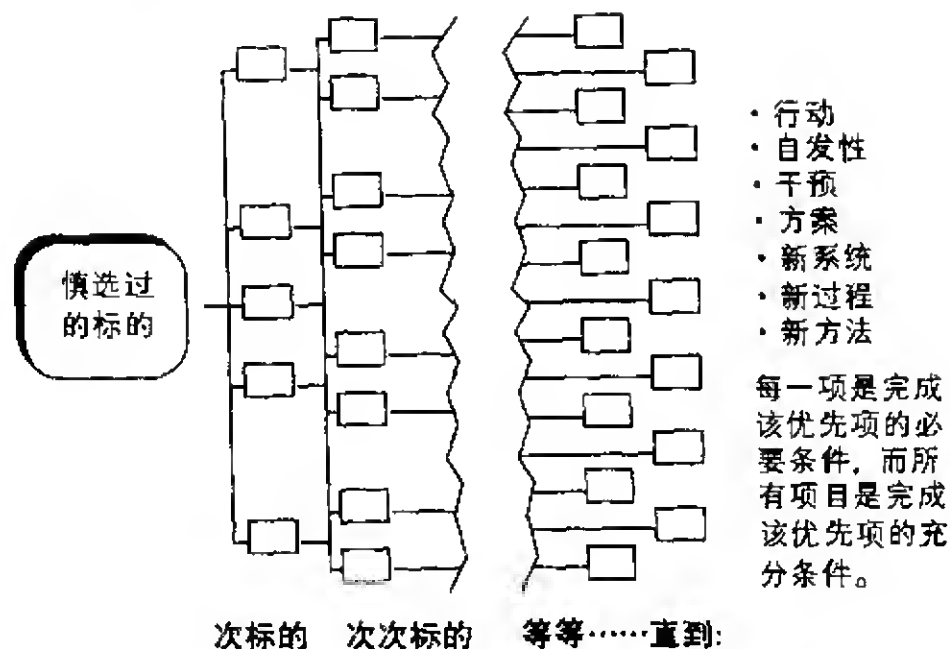 慎选过
的标的
·行动
·自发性
·干预
·方案
·新系统
·新过程
·新方法
每一项是完成
该优先项的必
要条件，而所
有项目是完成
该优先项的充
分条件。
次标的 次次标的 等等……直到: